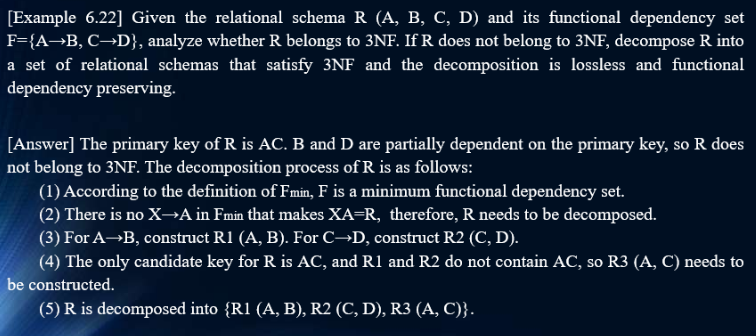 [Example 6.22] Given the relational schema R (A, B, C, D) and its functional dependency set
F={A→B, C→D}, analyze whether R belongs to 3NF. If R does not belong to 3NF, decompose R into
a set of relational schemas that satisfy 3NF and the decomposition is lossless and functional
dependency preserving.
[Answer] The primary key of R is AC. B and D are partially dependent on the primary key, so R does
not belong to 3NF. The decomposition process of R is as follows:
(1) According to the definition of Fmin, F is a minimum functional dependency set.
(2) There is no X→A in Fmin that makes XA=R, therefore, R needs to be decomposed.
(3) For A→B, construct R1 (A, B). For C→D, construct R2 (C, D).
(4) The only candidate key for R is AC, and R1 and R2 do not contain AC, so R3 (A, C) needs to
be constructed.
(5) R is decomposed into {R1 (A, B), R2 (C, D), R3 (A, C)}.